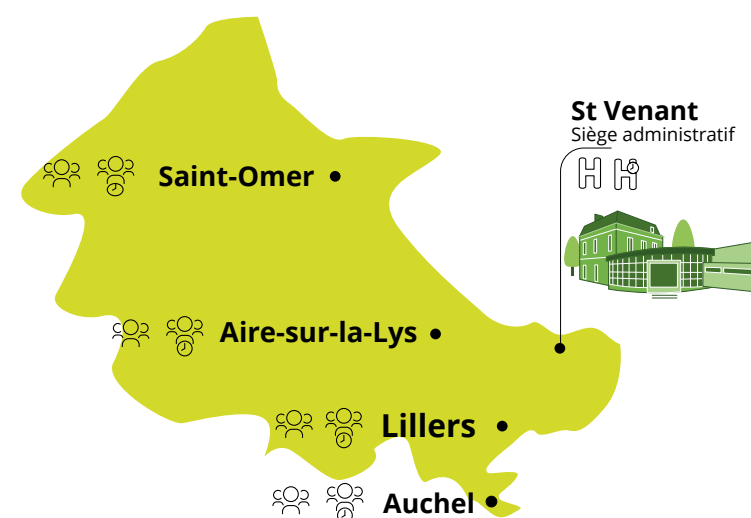 St Venant
Siège administratif
H H
Saint-Omer
Aire-sur-la-Lys
Lillers
Auchel